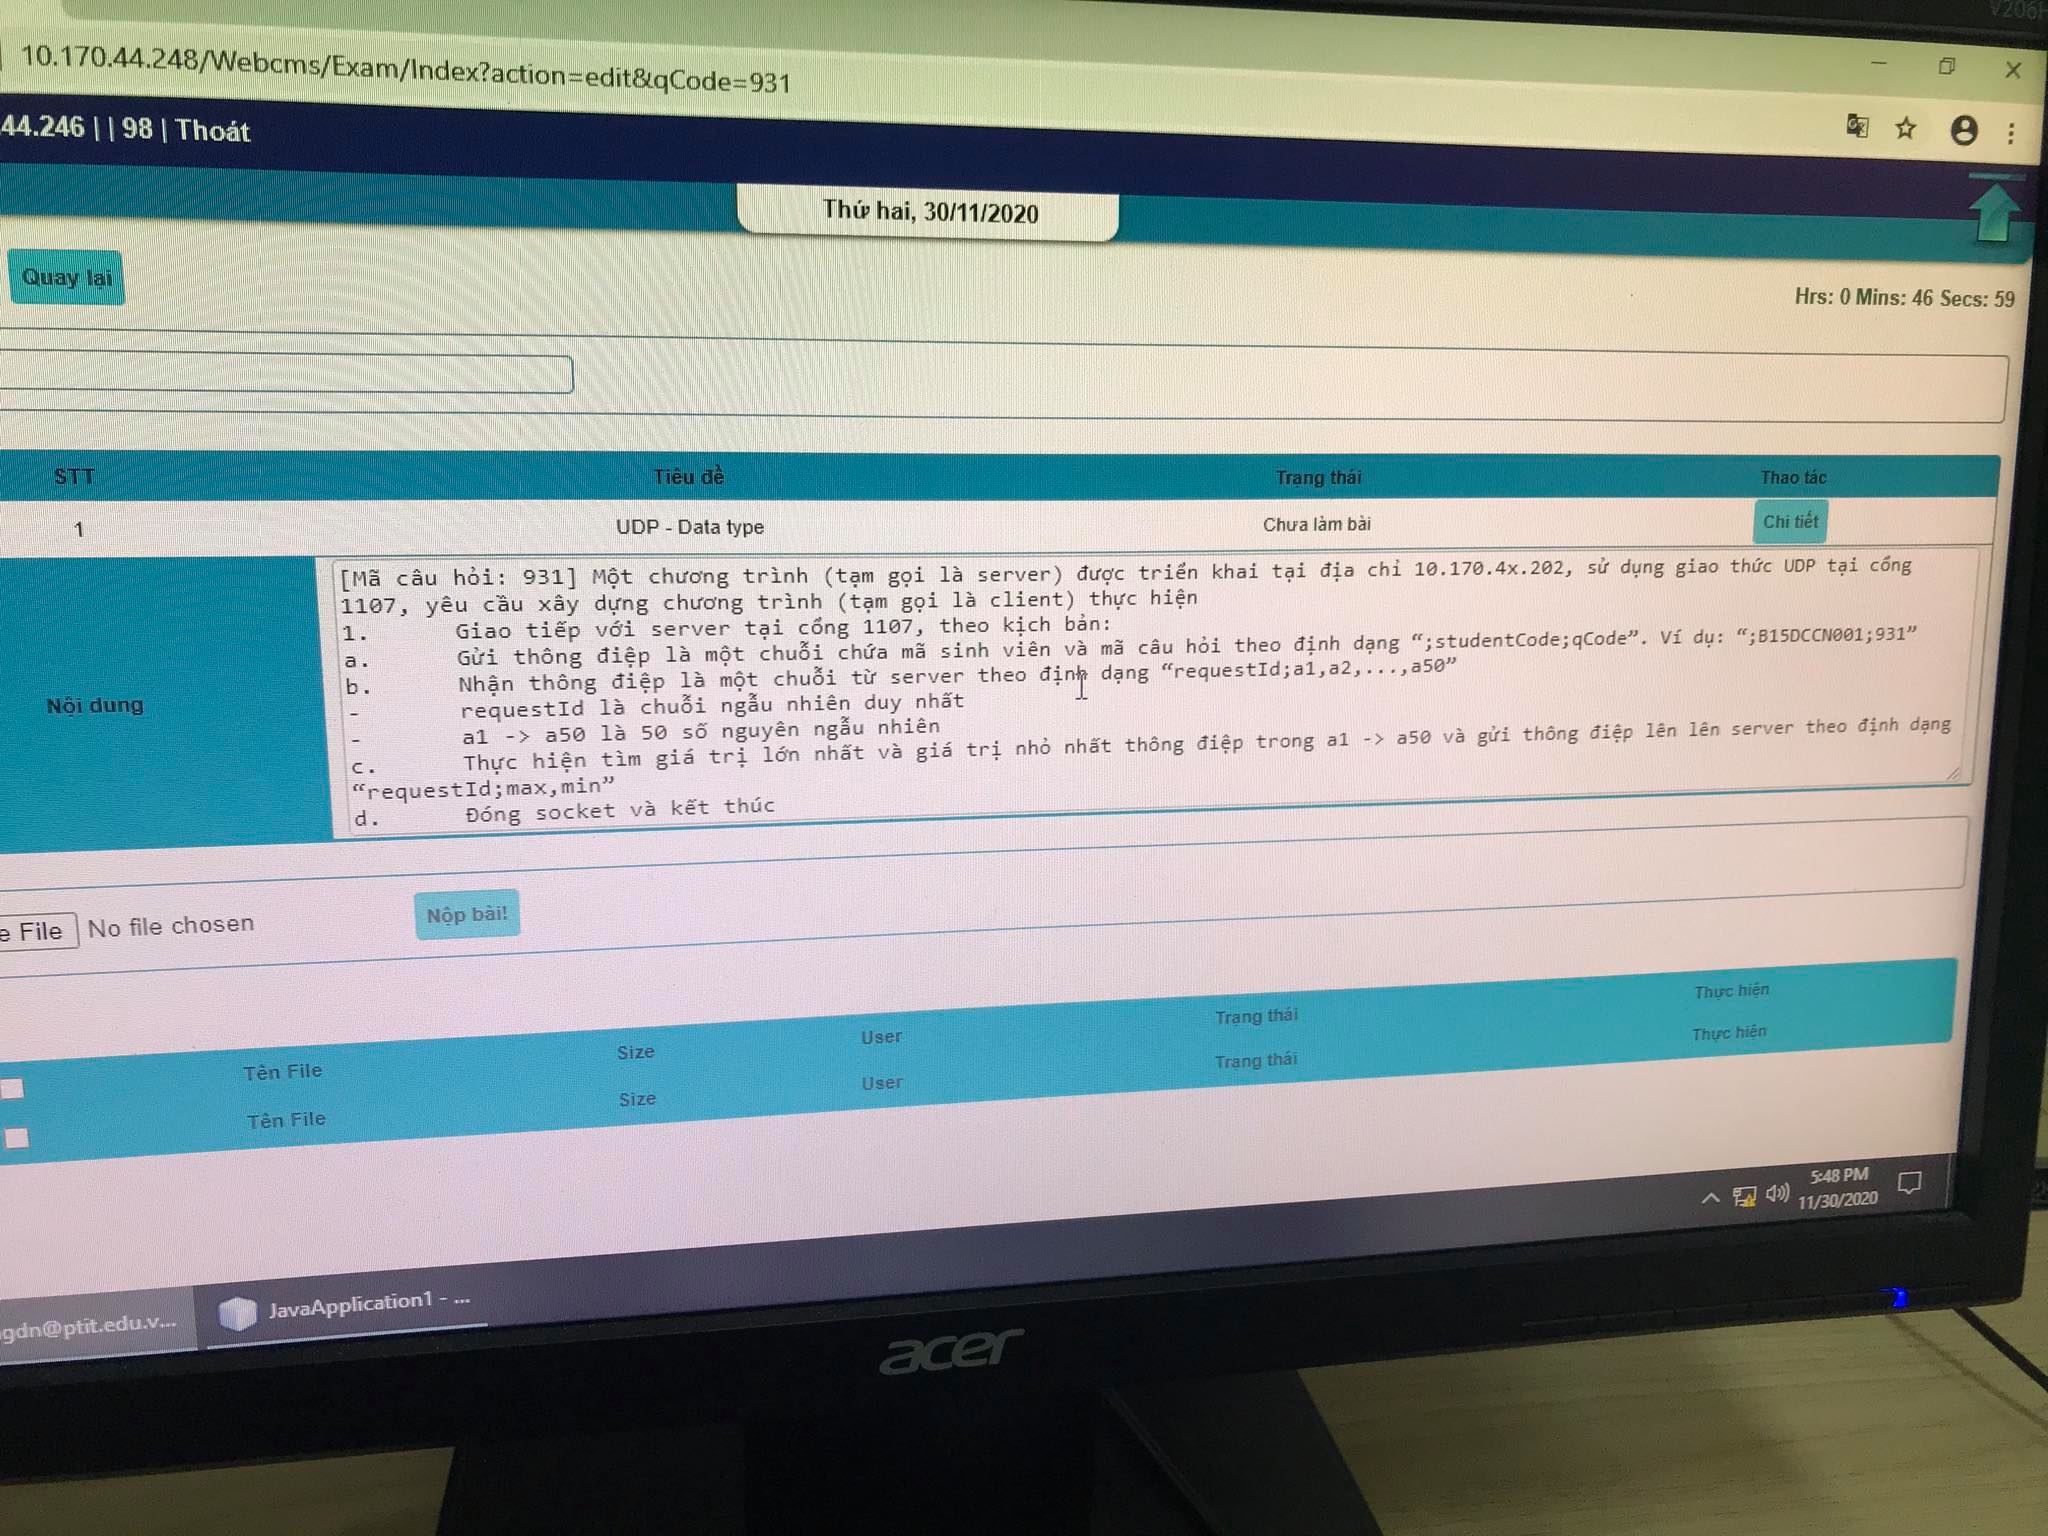 V206H
10.170.44.248/Webcms/Exam/Index?action=edit&qCode=931
44.246 | | 98 | Thoát
Thứ hai, 30/11/2020
Quay lại
Hrs: 0 Mins: 46 Secs: 59
STT Tiêu đề Trạng thái Thao tác
1 UDP - Data type Chưa làm bài Chi tiết
Nội dung
[Mã câu hỏi: 931] Một chương trình (tạm gọi là server) được triển khai tại địa chỉ 10.170.4x.202, sử dụng giao thức UDP tại cổng
1107, yêu cầu xây dựng chương trình (tạm gọi là client) thực hiện
1. Giao tiếp với server tại cổng 1107, theo kịch bản:
a. Gửi thông điệp là một chuỗi chứa mã sinh viên và mã câu hỏi theo định dạng “;studentCode;qCode”. Ví dụ: “;B15DCCN001;931”
b. Nhận thông điệp là một chuỗi từ server theo định dạng “requestId;a1,a2,...,a50”
- requestId là chuỗi ngẫu nhiên duy nhất
- a1 -> a50 là 50 số nguyên ngẫu nhiên
c. Thực hiện tìm giá trị lớn nhất và giá trị nhỏ nhất thông điệp trong a1 -> a50 và gửi thông điệp lên lên server theo định dạng
“requestId;max,min”
d. Đóng socket và kết thúc
e File No file chosen Nộp bài!
Tên File Size User Trạng thái Thực hiện
Tên File Size User Trạng thái Thực hiện
5:48 PM
11/30/2020
gdn@ptit.edu.v... JavaApplication1 - ...
acer